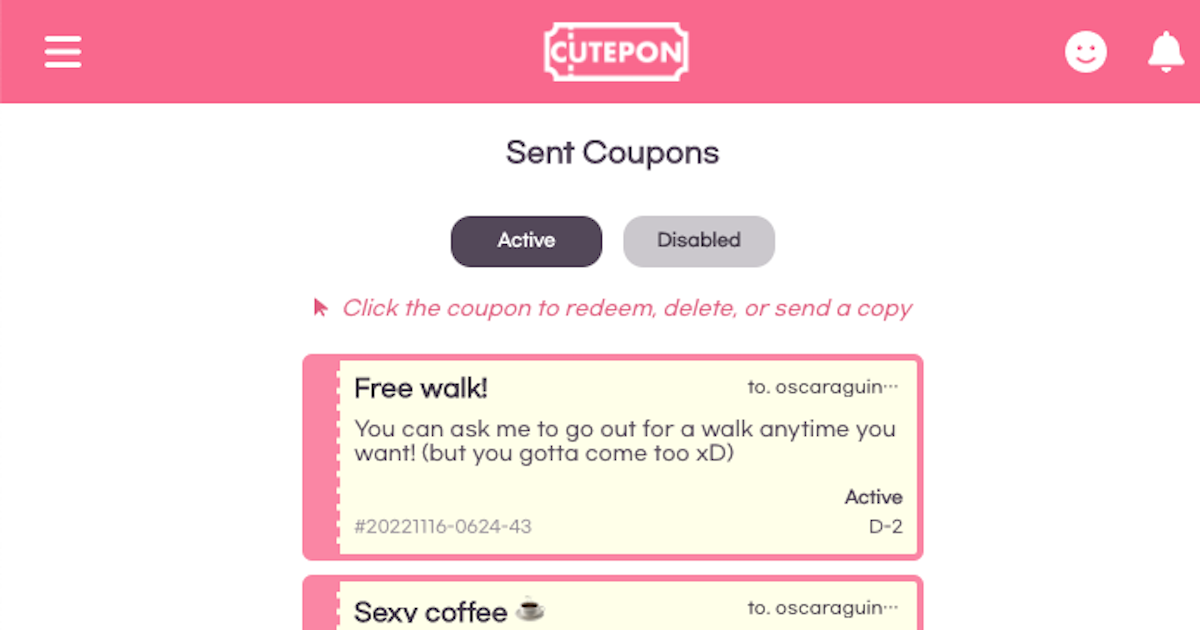 CUTEPON
Sent Coupons
Active
Disabled
Click the coupon to redeem, delete, or send a copy
Free walk!
to. oscaraguin···
You can ask me to go out for a walk anytime you
want! (but you gotta come too xD)
Active
#20221116-0624-43
D-2
Sexy coffee ☕
to. oscaraguin···